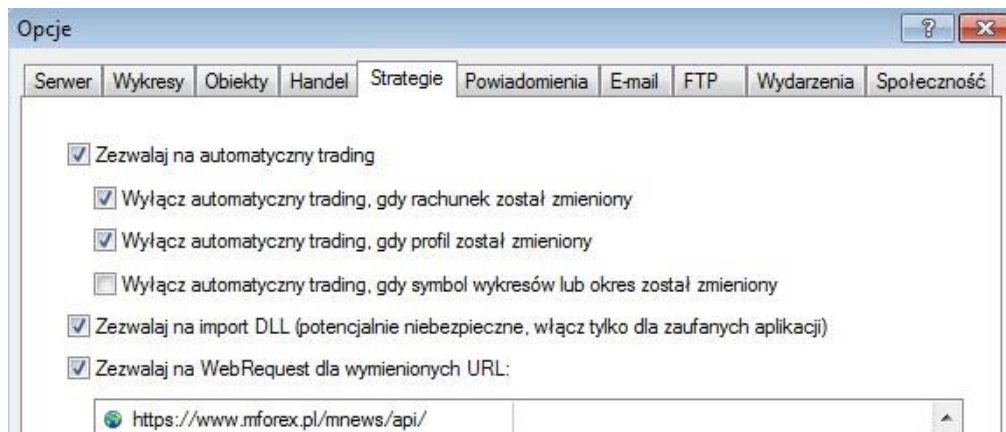 Opcje
Serwer Wykresy Obiekty Handel Strategie Powiadomienia E-mail FTP Wydarzenia Społeczność
Zezwalaj na automatyczny trading
Wyłącz automatyczny trading, gdy rachunek został zmieniony
Wyłącz automatyczny trading, gdy profil został zmieniony
Wyłącz automatyczny trading, gdy symbol wykresów lub okres został zmieniony
Zezwalaj na import DLL (potencjalnie niebezpieczne, włącz tylko dla zaufanych aplikacji)
Zezwalaj na WebRequest dla wymienionych URL:
https://www.mforex.pl/mnews/api/